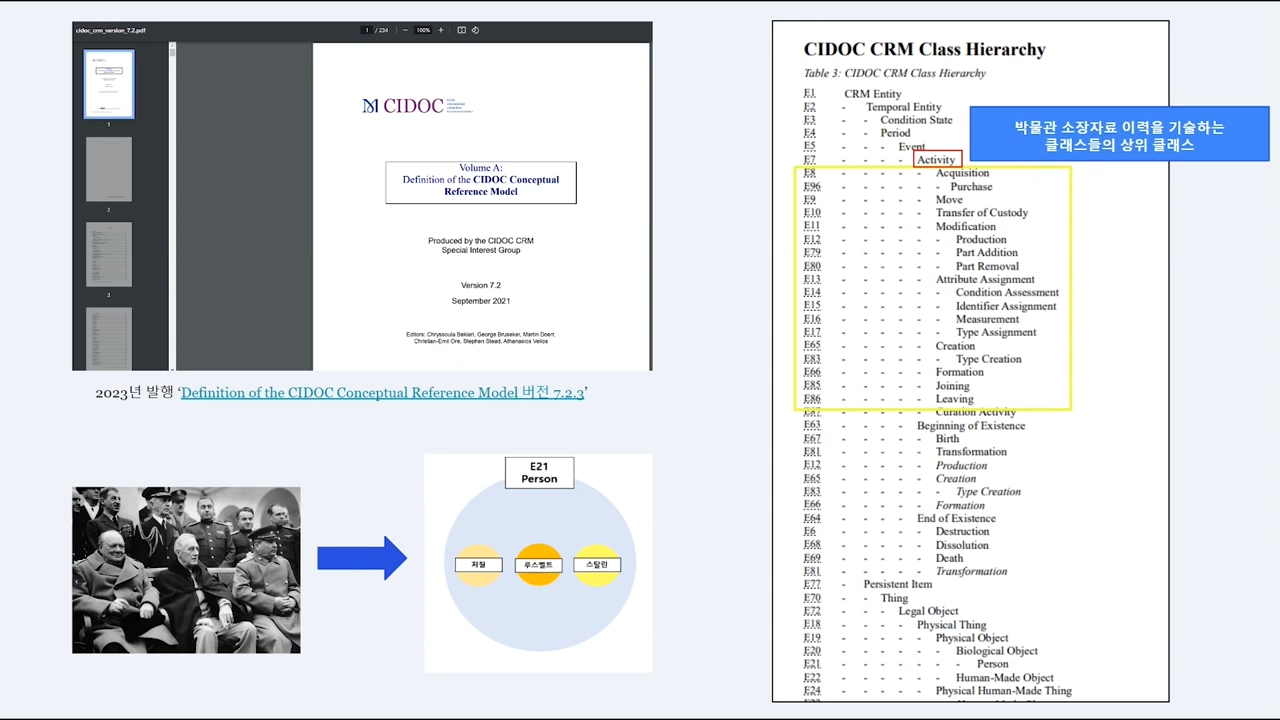 cidoc_crm_version_7.2.pdf
1 / 234 | − 100% +
1
2
3
CIDOC
Volume A:
Definition of the CIDOC Conceptual
Reference Model
Produced by the CIDOC CRM
Special Interest Group
Version 7.2
September 2021
Editors: Chryssoula Bekiari, George Bruseker, Martin Doerr,
Christian-Emil Ore, Stephen Stead, Athanasios Velios
2023년 발행 ‘Definition of the CIDOC Conceptual Reference Model 버전 7.2.3’
E21
Person
처칠
루스벨트
스탈린
CIDOC CRM Class Hierarchy
Table 3: CIDOC CRM Class Hierarchy
E1 CRM Entity
E2 - Temporal Entity
E3 - - Condition State
E4 - - Period
E5 - - - Event
E7 - - - - Activity
박물관 소장자료 이력을 기술하는
클래스들의 상위 클래스
E8 - - - - - Acquisition
E96 - - - - - - Purchase
E9 - - - - - Move
E10 - - - - - Transfer of Custody
E11 - - - - - Modification
E12 - - - - - - Production
E79 - - - - - - Part Addition
E80 - - - - - - Part Removal
E13 - - - - - Attribute Assignment
E14 - - - - - - Condition Assessment
E15 - - - - - - Identifier Assignment
E16 - - - - - - Measurement
E17 - - - - - - Type Assignment
E65 - - - - - Creation
E83 - - - - - - Type Creation
E66 - - - - - Formation
E85 - - - - - Joining
E86 - - - - - Leaving
E87 - - - - - Curation Activity
E63 - - - - Beginning of Existence
E67 - - - - - Birth
E81 - - - - - Transformation
E12 - - - - - Production
E65 - - - - - Creation
E83 - - - - - - Type Creation
E66 - - - - - Formation
E64 - - - - End of Existence
E6 - - - - - Destruction
E68 - - - - - Dissolution
E69 - - - - - Death
E81 - - - - - Transformation
E77 - Persistent Item
E70 - - Thing
E72 - - - Legal Object
E18 - - - - Physical Thing
E19 - - - - - Physical Object
E20 - - - - - - Biological Object
E21 - - - - - - - Person
E22 - - - - - - Human-Made Object
E24 - - - - - Physical Human-Made Thing